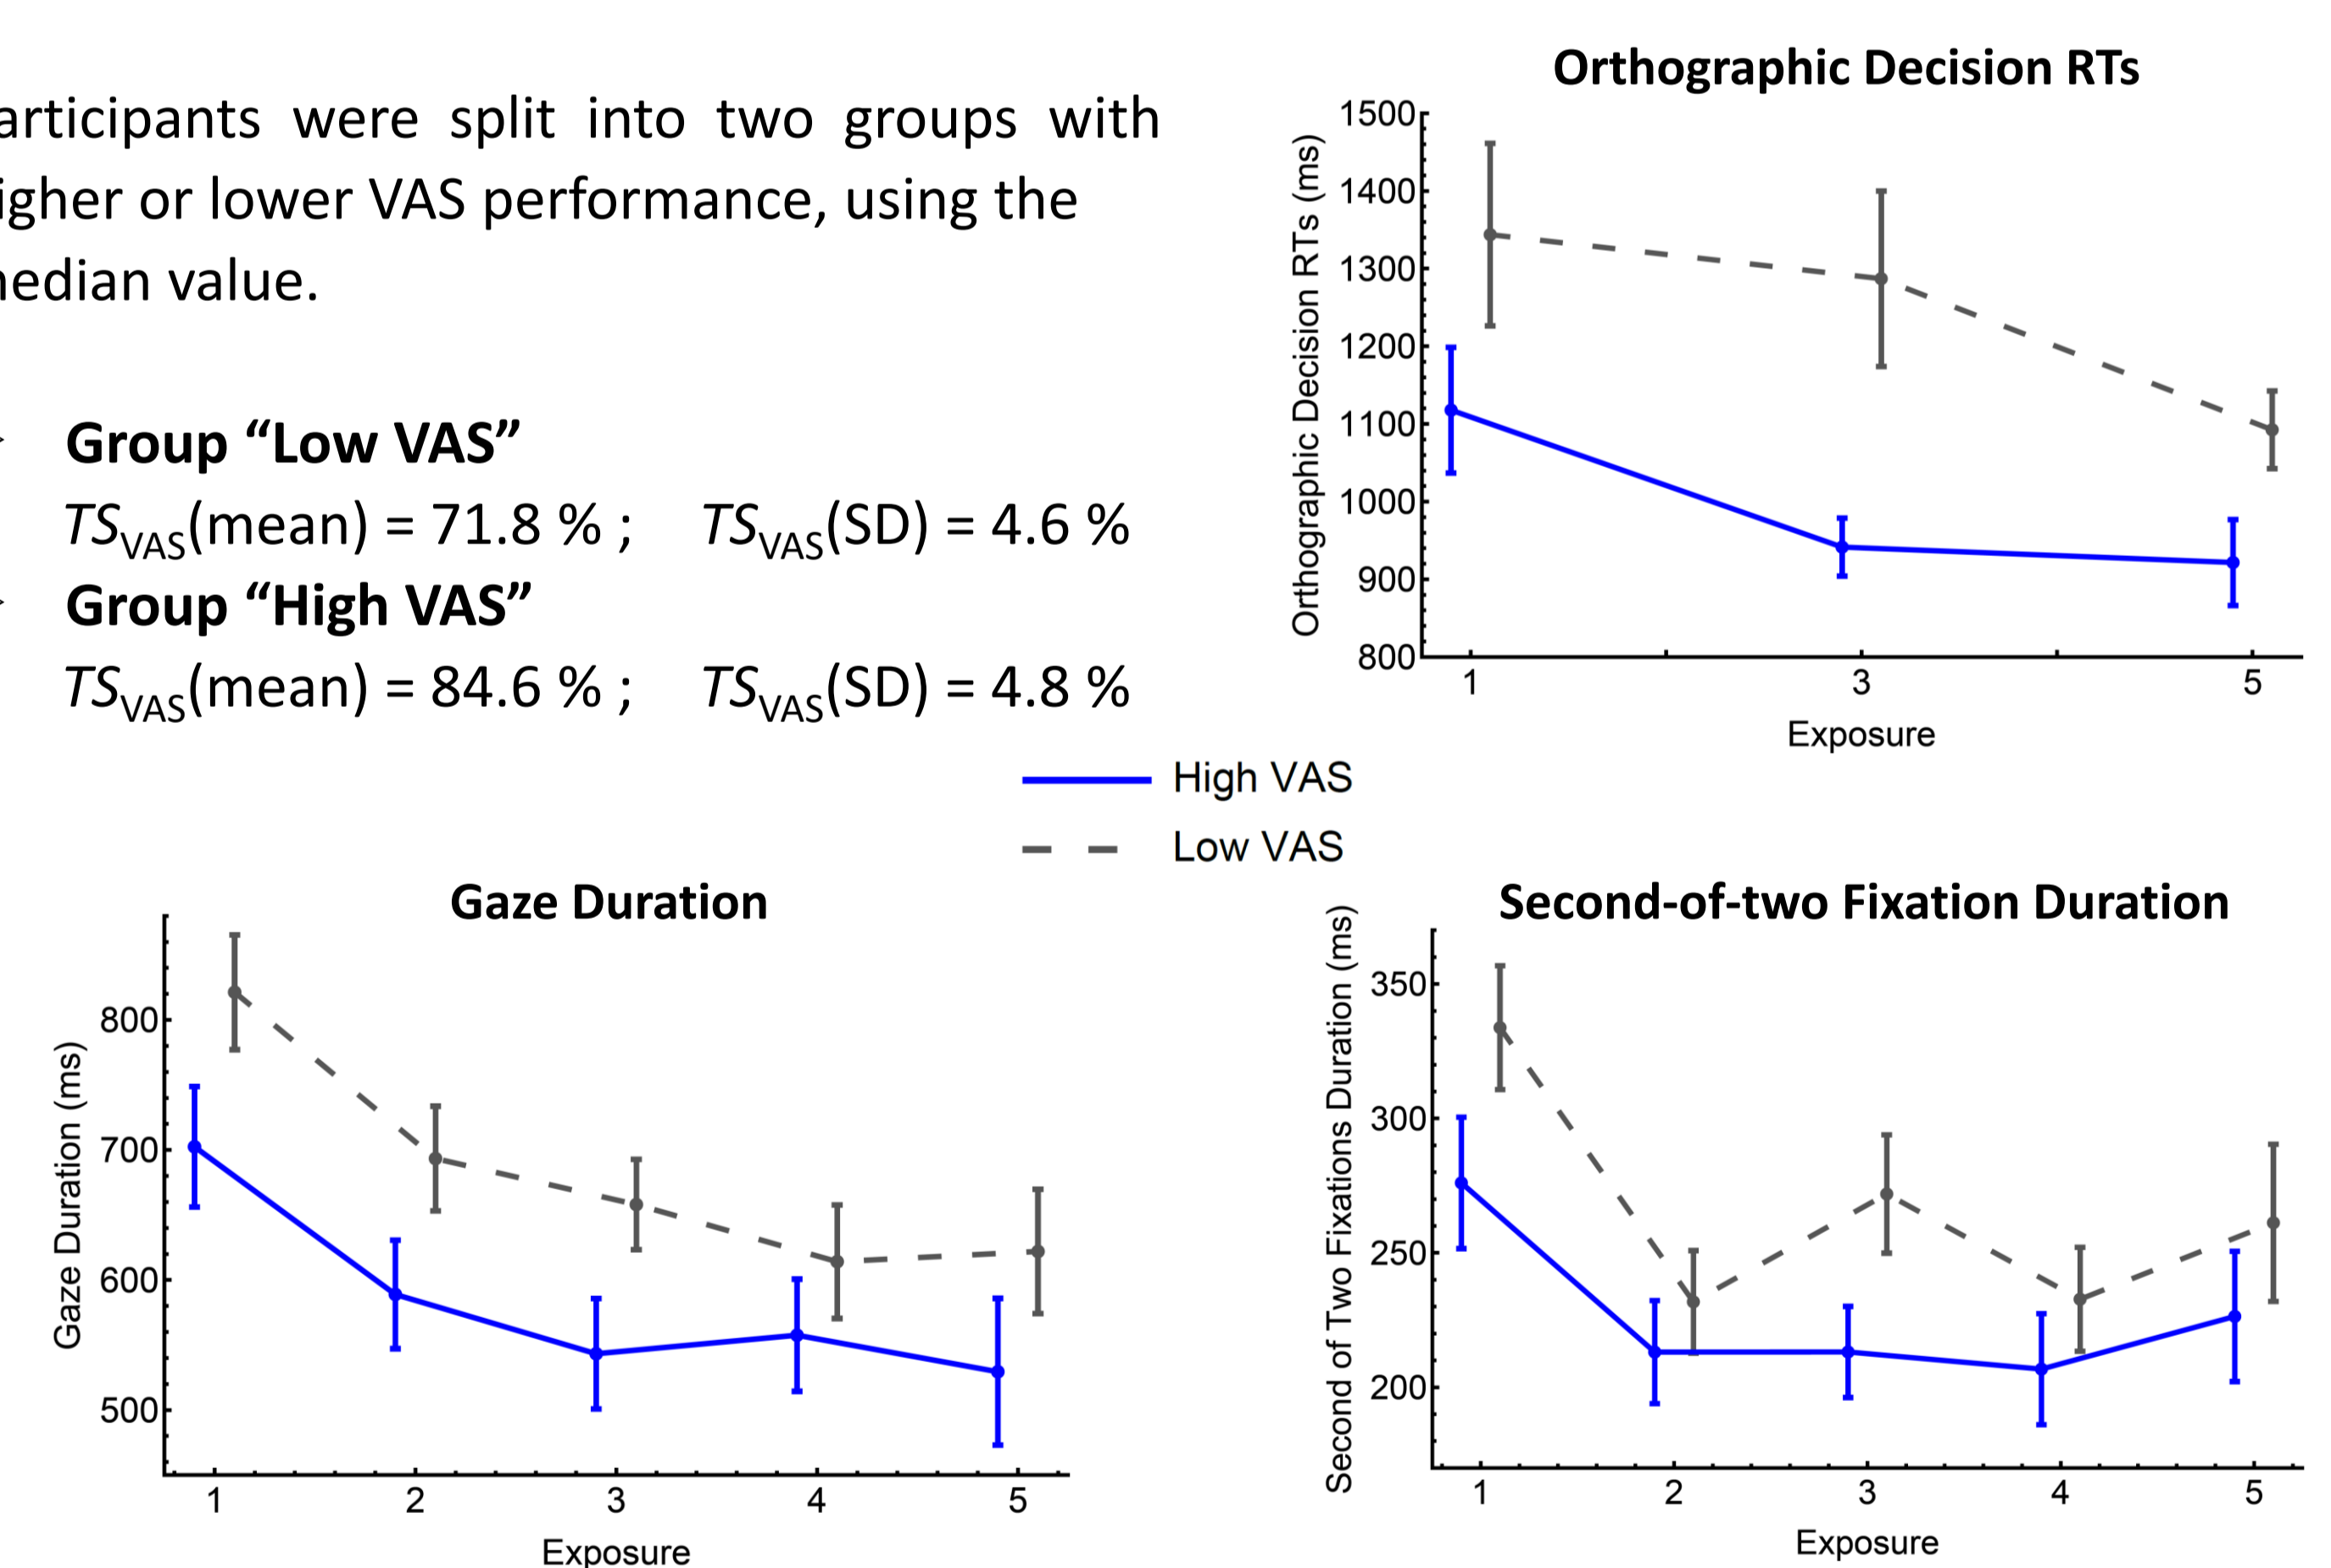 articipants were split into two groups with
igher or lower VAS performance, using the
nedian value.
Group “Low VAS”
TSVAS(mean) = 71.8 % ; TSVAS(SD) = 4.6 %
Group “High VAS”
TSVAS(mean) = 84.6 % ; TSVAS(SD) = 4.8 %
Orthographic Decision RTs
Orthographic Decision RTs (ms)
1500
1400
1300
1200
1100
1000
900
800
1 3 5
Exposure
High VAS
Low VAS
Gaze Duration
Gaze Duration (ms)
800
700
600
500
1 2 3 4 5
Exposure
Second-of-two Fixation Duration
Second of Two Fixations Duration (ms)
350
300
250
200
1 2 3 4 5
Exposure